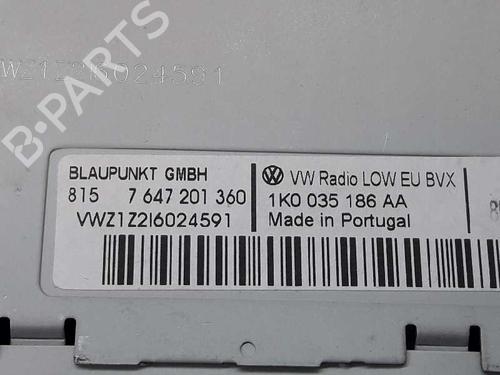 VWZ1Z2I6024591
B-PARTS
BLAUPUNKT GMBH
815 7 647 201 360
VWZ1Z2I6024591
VW Radio LOW EU BVX
1K0 035 186 AA
Made in Portugal